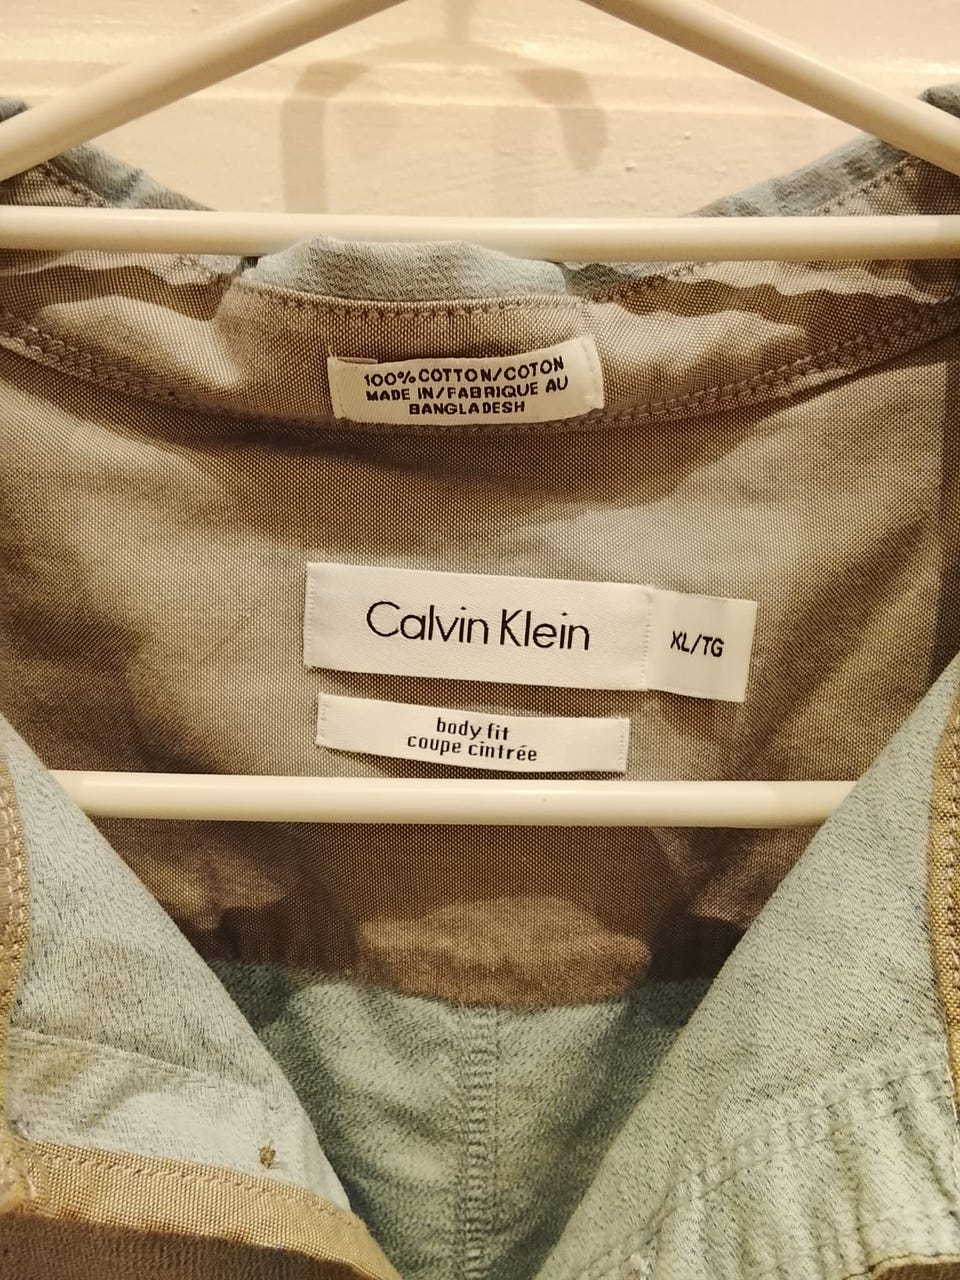 100% COTTON/COTON
MADE IN/FABRIQUE AU
BANGLADESH
Calvin Klein
XL/TG
body fit
coupe cintrée